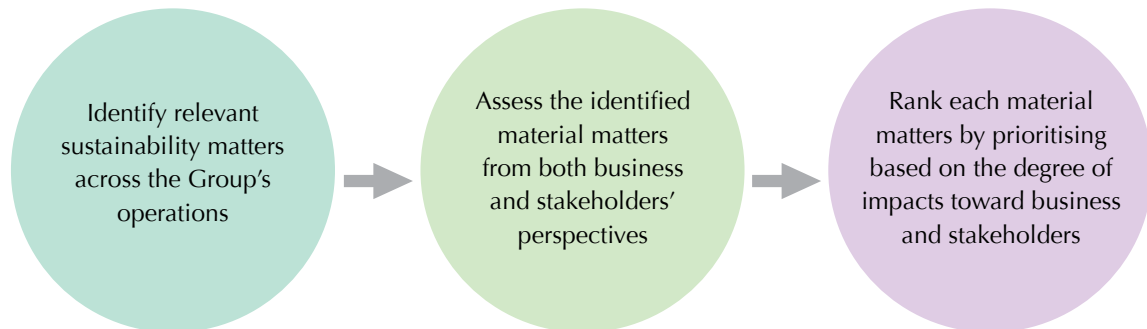 Identify relevant
sustainability matters
across the Group's
operations
Assess the identified
material matters
from both business
and stakeholders'
perspectives
Rank each material
matters by prioritising
based on the degree of
impacts toward business
and stakeholders